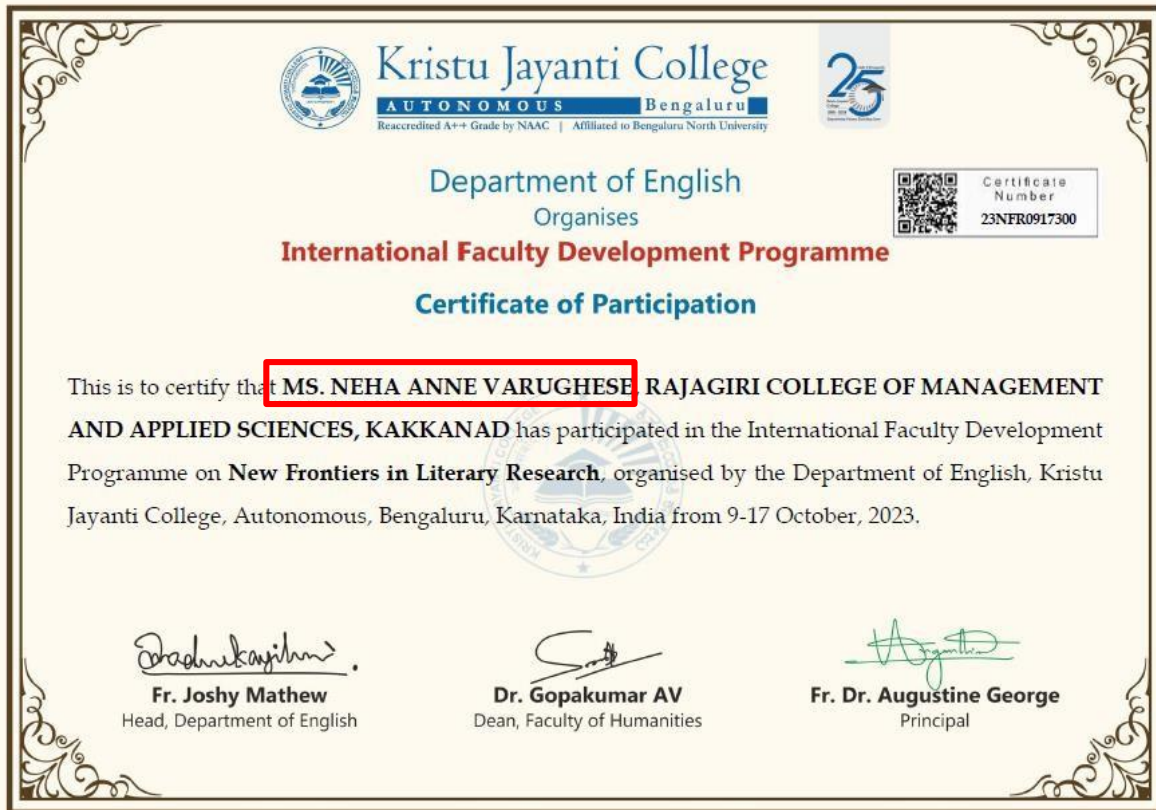 Kristu Jayanti College
AUTONOMOUS Bengaluru
Reaccredited A++ Grade by NAAC | Affiliated to Bengaluru North University
25
Department of English
Organises
International Faculty Development Programme
Certificate of Participation
Certificate
Number
23NFR0917300
This is to certify that MS. NEHA ANNE VARUGHESE, RAJAGIRI COLLEGE OF MANAGEMENT
AND APPLIED SCIENCES, KAKKANAD has participated in the International Faculty Development
Programme on New Frontiers in Literary Research, organised by the Department of English, Kristu
Jayanti College, Autonomous, Bengaluru, Karnataka, India from 9-17 October, 2023.
Fr. Joshy Mathew
Head, Department of English
Dr. Gopakumar AV
Dean, Faculty of Humanities
Fr. Dr. Augustine George
Principal